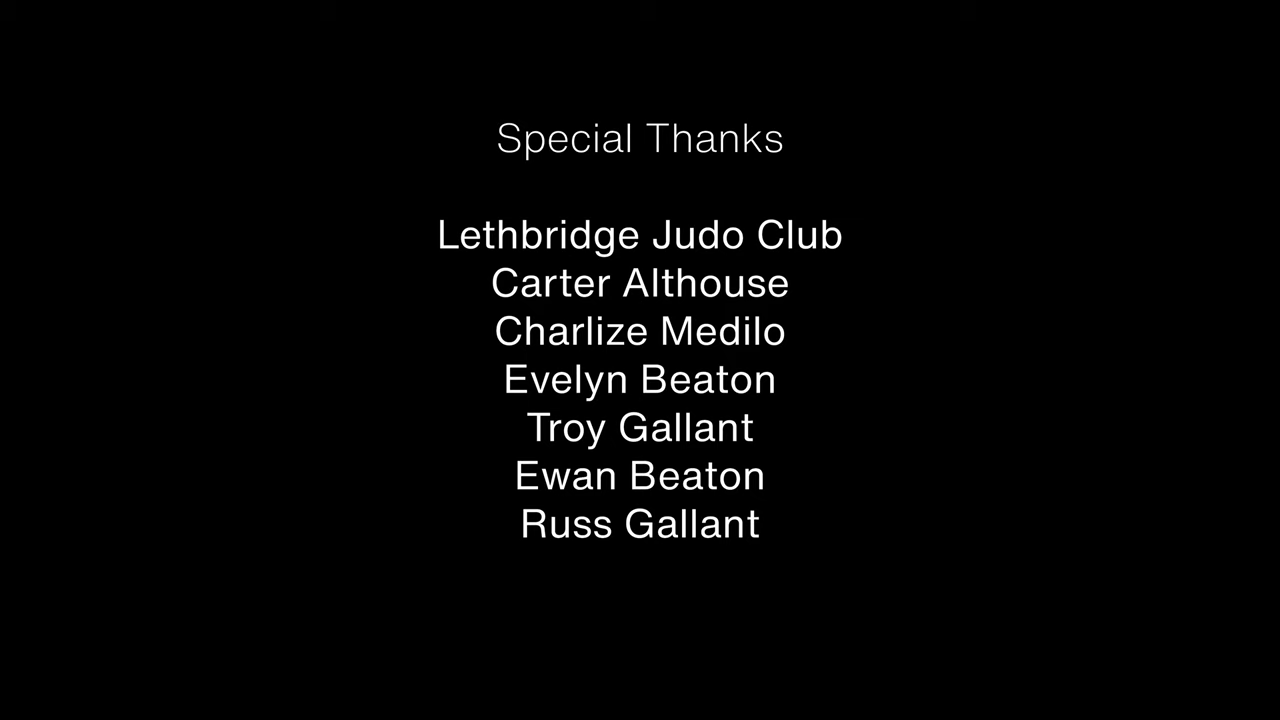 Special Thanks
Lethbridge Judo Club
Carter Althouse
Charlize Medilo
Evelyn Beaton
Troy Gallant
Ewan Beaton
Russ Gallant